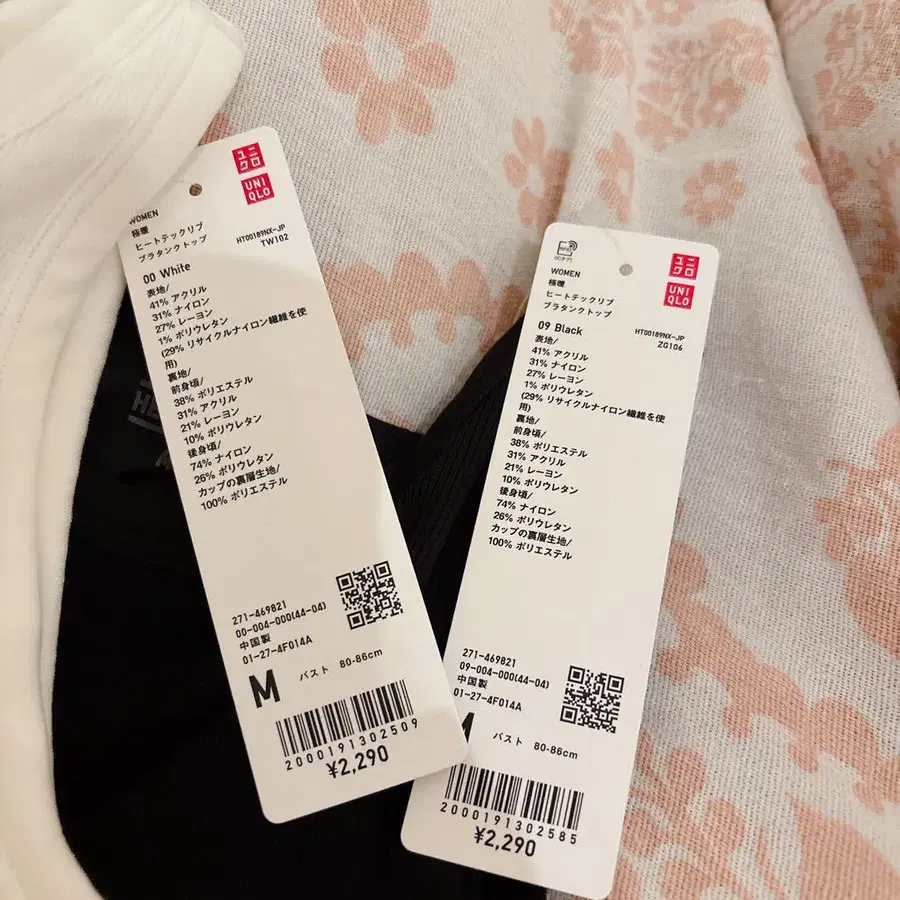 ユニ
クロ
UNI
QLO
WOMEN
極暖
ヒートテックリブ
ブラタンクトップ
HT00189NX-JP
TW102
00 White
表地/
41% アクリル
31% ナイロン
27% レーヨン
1% ポリウレタン
(29% リサイクルナイロン繊維を使
用)
裏地/
前身頃/
38% ポリエステル
31% アクリル
21% レーヨン
10% ポリウレタン
後身頃/
74% ナイロン
26% ポリウレタン
カップの裏層生地/
100% ポリエステル
271-469821
00-004-000(44-04)
中国製
01-27-4F014A
M バスト 80-86cm
2000191302509
¥2,290
RFID
ユニ
クロ
UNI
QLO
WOMEN
極暖
ヒートテックリブ
ブラタンクトップ
HT00189NX-JP
ZG106
09 Black
表地/
41% アクリル
31% ナイロン
27% レーヨン
1% ポリウレタン
(29% リサイクルナイロン繊維を使
用)
裏地/
前身頃/
38% ポリエステル
31% アクリル
21% レーヨン
10% ポリウレタン
後身頃/
74% ナイロン
26% ポリウレタン
カップの裏層生地/
100% ポリエステル
271-469821
09-004-000(44-04)
中国製
01-27-4F014A
M バスト 80-86cm
2000191302585
¥2,290